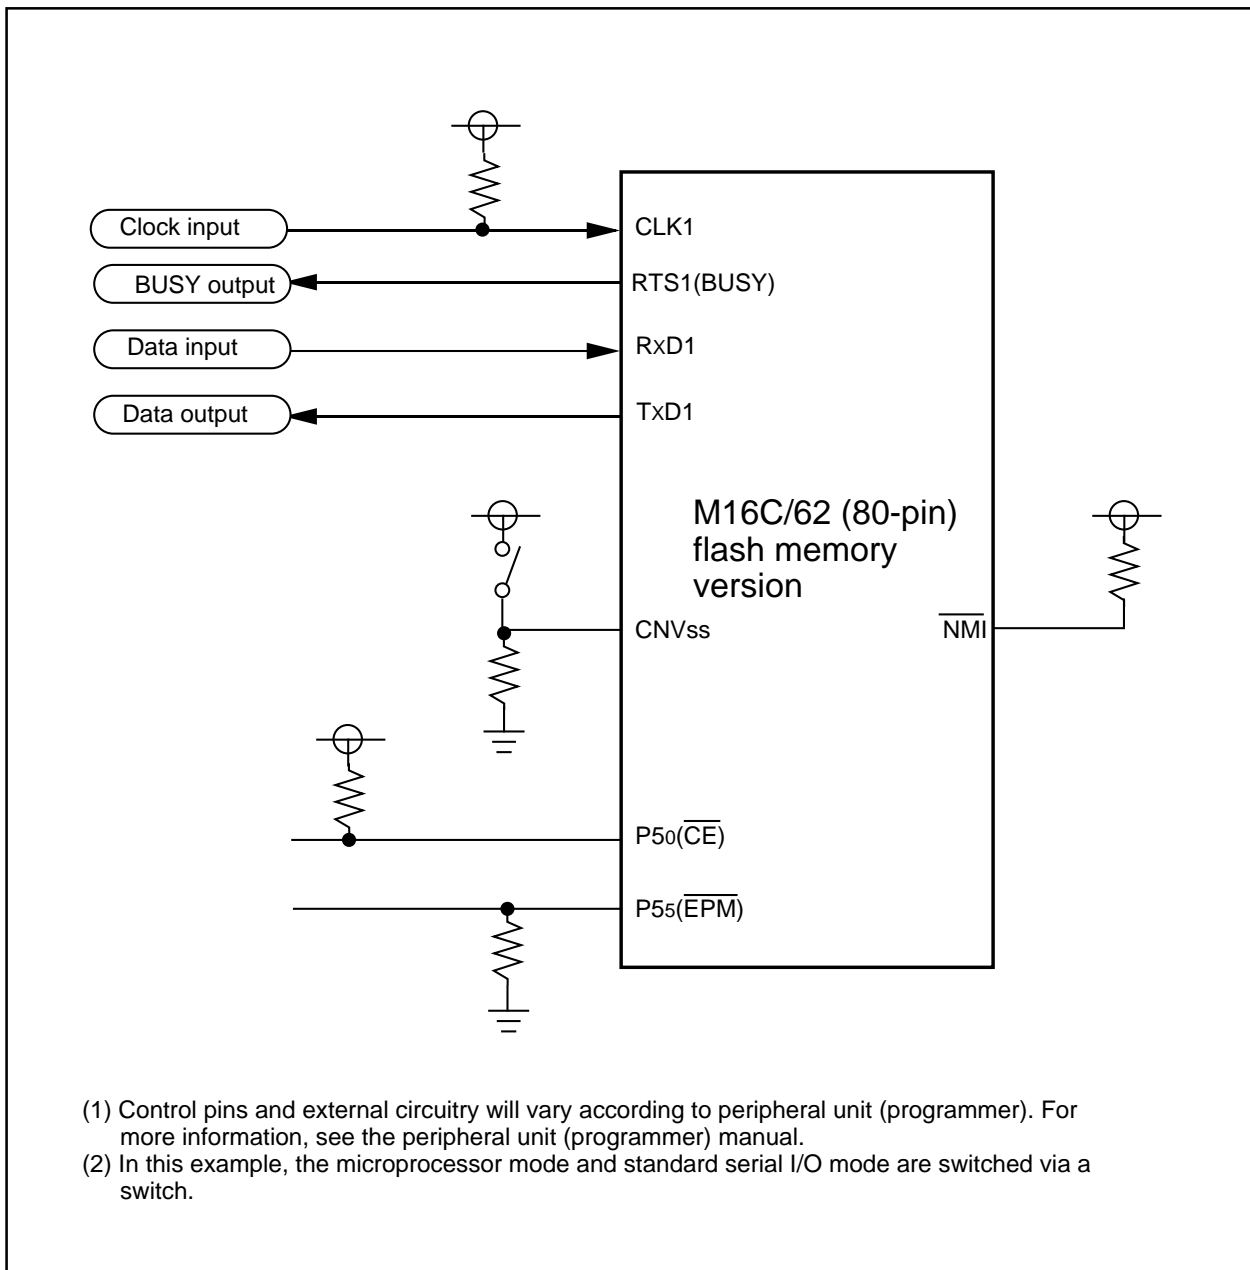 Clock input
CLK1
BUSY output
RTS1(BUSY)
Data input
RxD1
Data output
TxD1
M16C/62 (80-pin)
flash memory
version
CNVss
NMI
P50(CE)
P55(EPM)
(1) Control pins and external circuitry will vary according to peripheral unit (programmer). For
more information, see the peripheral unit (programmer) manual.
(2) In this example, the microprocessor mode and standard serial I/O mode are switched via a
switch.